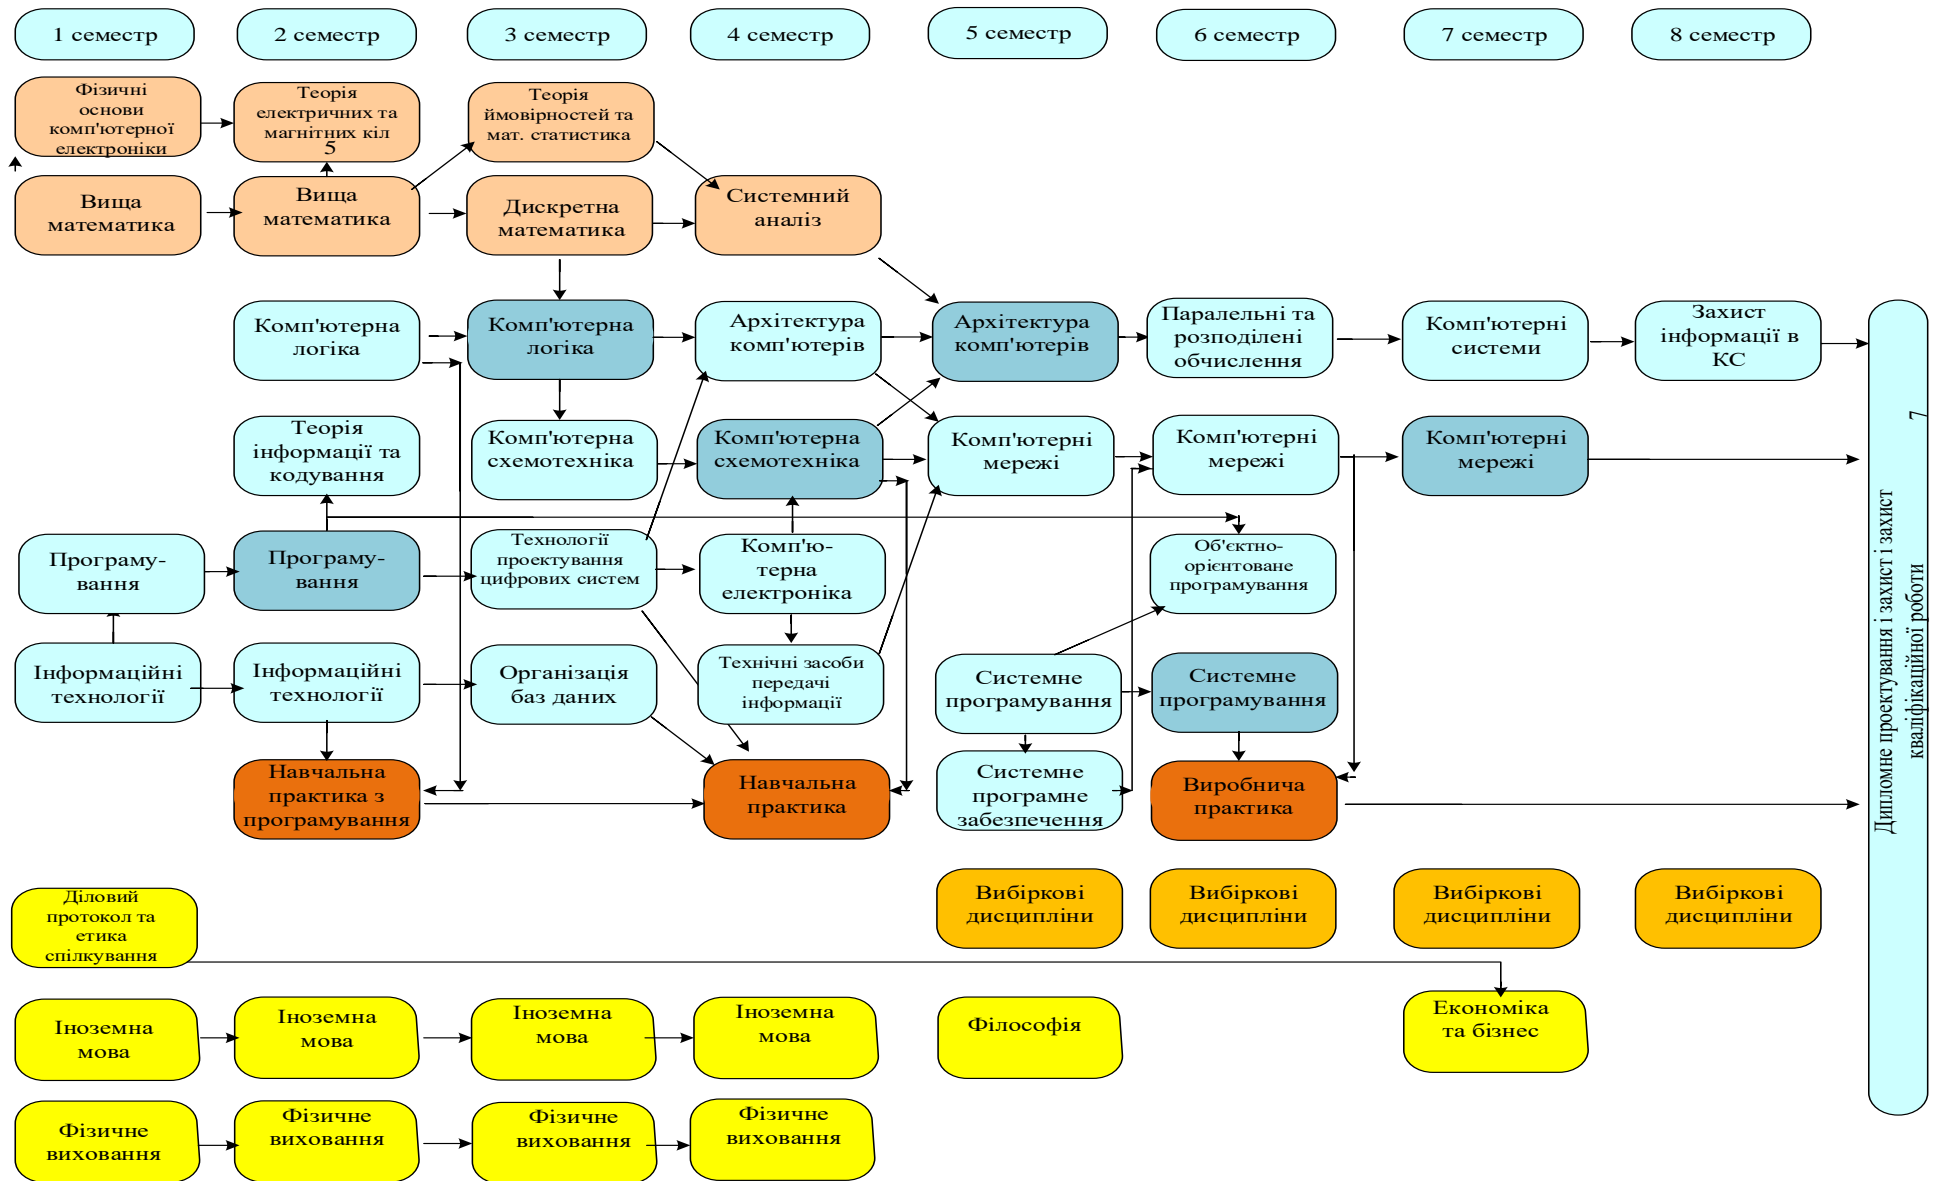 1 семестр
2 семестр
3 семестр
4 семестр
5 семестр
6 семестр
7 семестр
8 семестр
Фізичні
основи
комп'ютерної
електроніки
Теорія
електричних та
магнітних кіл
5
Теорія
ймовірностей та
мат. статистика
Вища
математика
Вища
математика
Дискретна
математика
Системний
аналіз
Комп'ютерна
логіка
Комп'ютерна
логіка
Архітектура
комп'ютерів
Архітектура
комп'ютерів
Паралельні та
розподілені
обчислення
Комп'ютерні
системи
Захист
інформації в
КС
Теорія
інформації та
кодування
Комп'ютерна
схемотехніка
Комп'ютерна
схемотехніка
Комп'ютерні
мережі
Комп'ютерні
мережі
Комп'ютерні
мережі
Програму-
вання
Програму-
вання
Технології
проектування
цифрових систем
Комп'ю-
терна
електроніка
Об'єктно-
орієнтоване
програмування
Інформаційні
технології
Інформаційні
технології
Організація
баз даних
Технічні засоби
передачі
інформації
Системне
програмування
Системне
програмування
Навчальна
практика з
програмування
Навчальна
практика
Системне
програмне
забезпечення
Виробнича
практика
Дипломне проектування і захист і захист
кваліфікаційної роботи
7
Діловий
протокол та
етика
спілкування
Вибіркові
дисципліни
Вибіркові
дисципліни
Вибіркові
дисципліни
Вибіркові
дисципліни
Іноземна
мова
Іноземна
мова
Іноземна
мова
Іноземна
мова
Філософія
Економіка
та бізнес
Фізичне
виховання
Фізичне
виховання
Фізичне
виховання
Фізичне
виховання